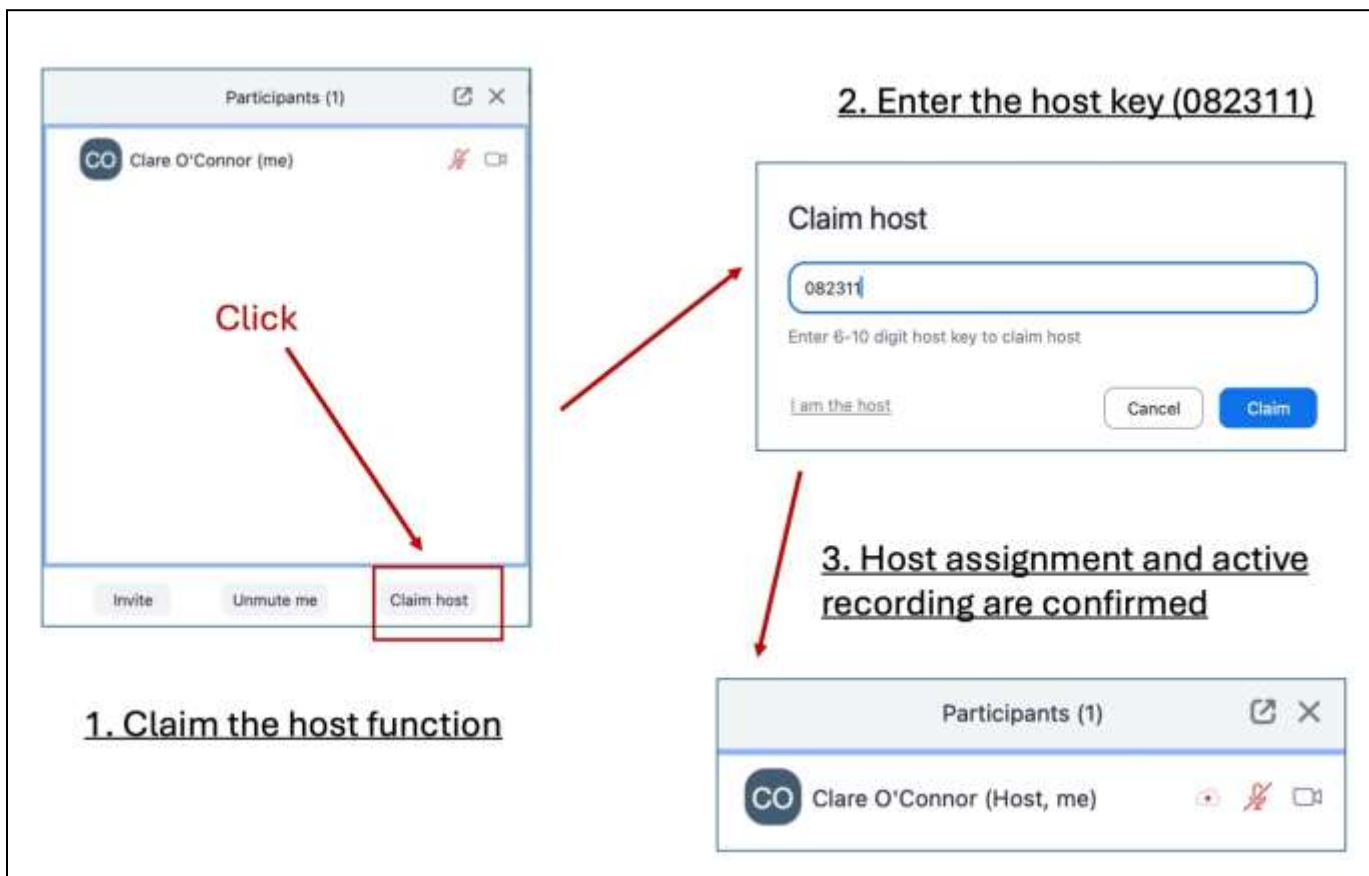 Participants (1)
CO Clare O'Connor (me)
Click
Invite Unmute me Claim host
1. Claim the host function
2. Enter the host key (082311)
Claim host
082311
Enter 6-10 digit host key to claim host
I am the host Cancel Claim
3. Host assignment and active
recording are confirmed
Participants (1)
CO Clare O'Connor (Host, me)